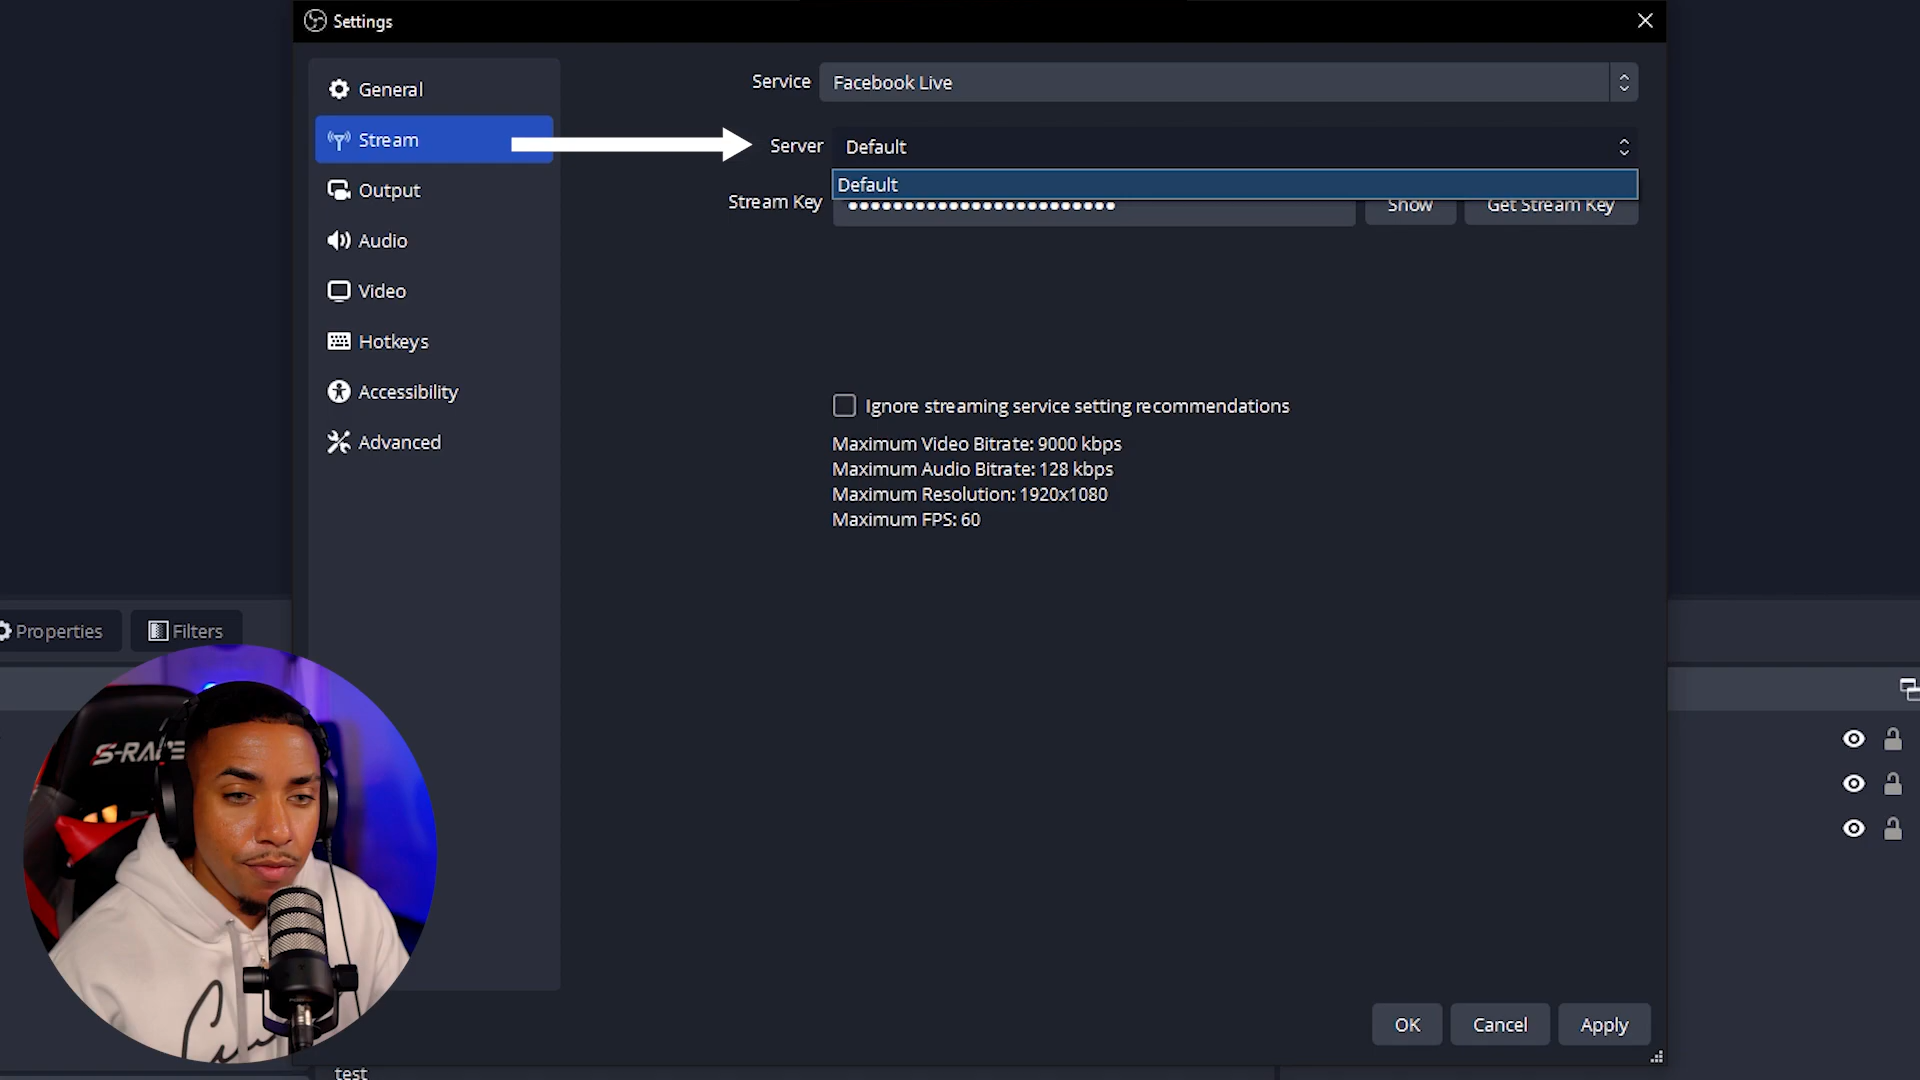 Settings
General
Stream
Output
Audio
Video
Hotkeys
Accessibility
Advanced
Service
Facebook Live
Server
Default
Default
Stream Key
Show
Get Stream Key
Ignore streaming service setting recommendations
Maximum Video Bitrate: 9000 kbps
Maximum Audio Bitrate: 128 kbps
Maximum Resolution: 1920x1080
Maximum FPS: 60
Properties
Filters
OK
Cancel
Apply
test